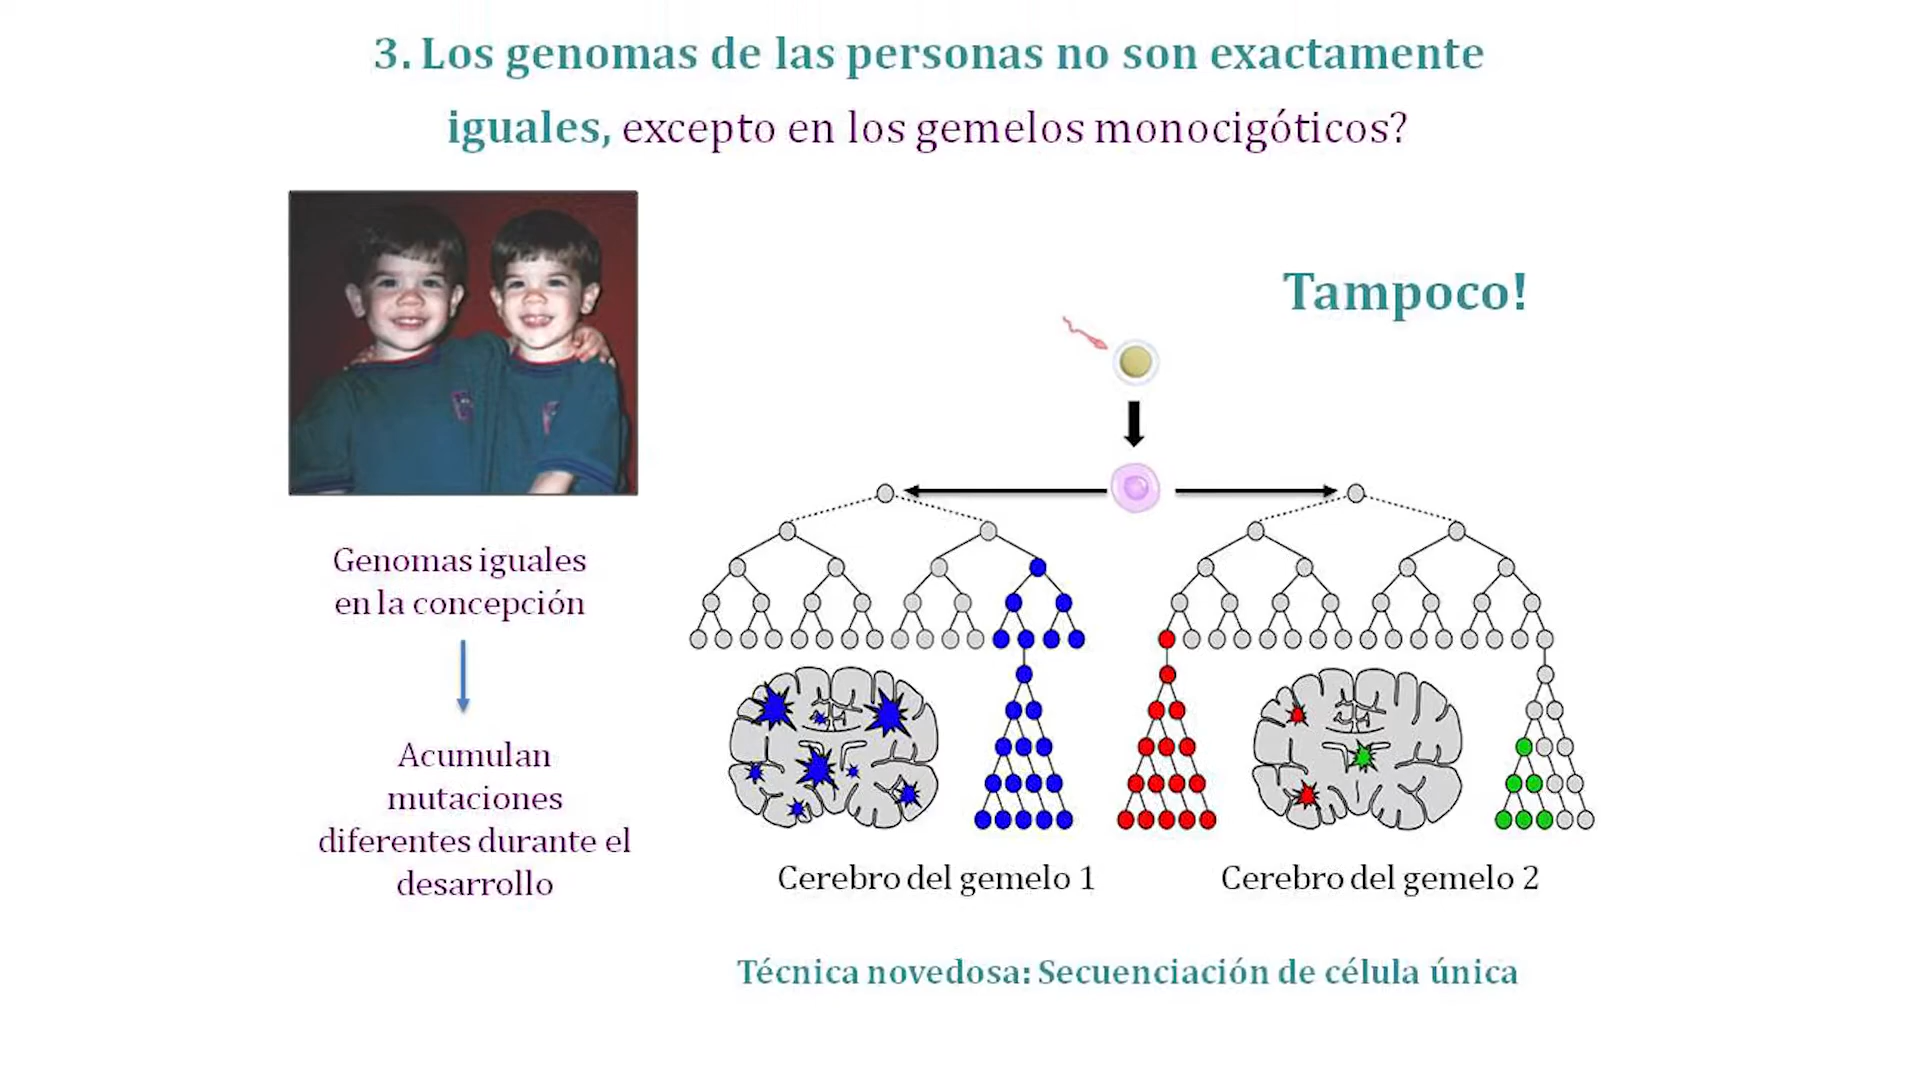 3. Los genomas de las personas no son exactamente
iguales, excepto en los gemelos monocigóticos?
Tampoco!
Genomas iguales
en la concepción
Acumulan
mutaciones
diferentes durante el
desarrollo
Cerebro del gemelo 1
Cerebro del gemelo 2
Técnica novedosa: Secuenciación de célula única